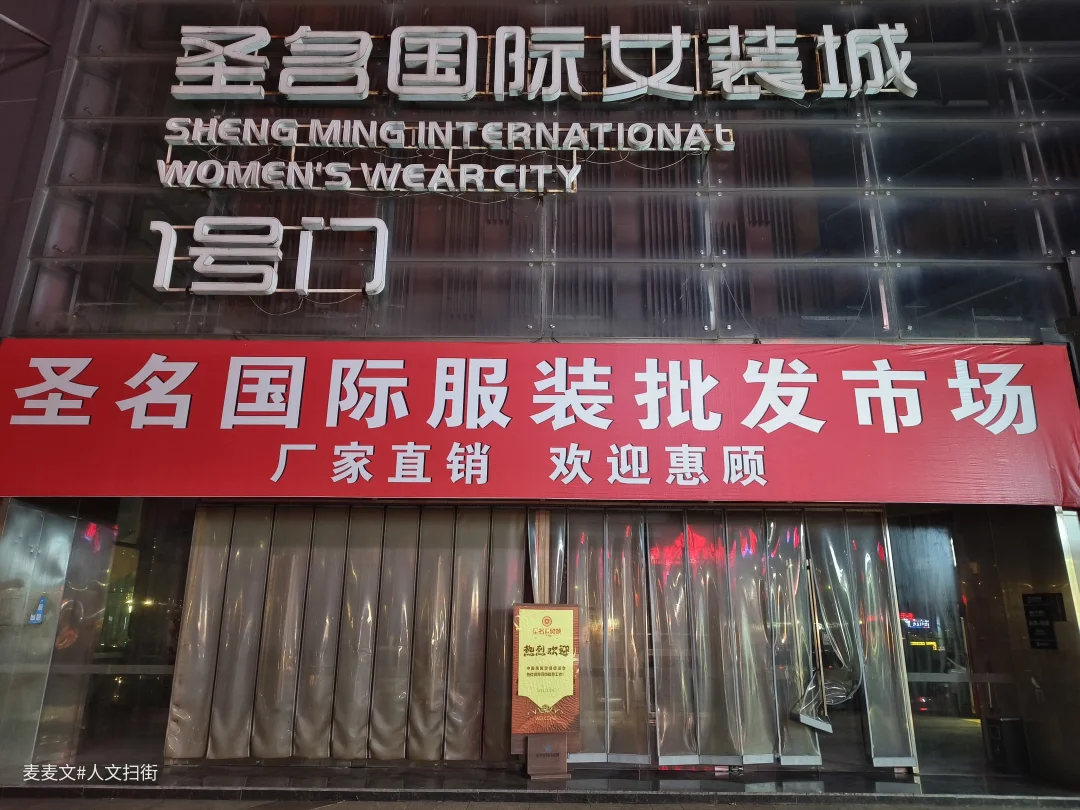 圣名国际女装城
SHENG MING INTERNATIONAL
WOMEN'S WEAR CITY
1号门
圣名国际服装批发市场
厂家直销 欢迎惠顾
热烈欢迎
WELCOME
麦麦文#人文扫街